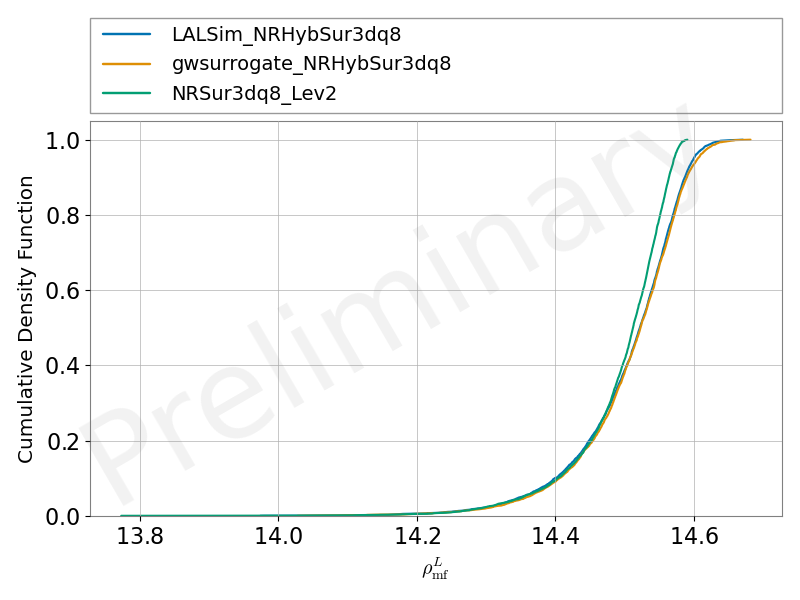 LALSim_NRHybSur3dq8
gwsurrogate_NRHybSur3dq8
NRSur3dq8_Lev2
Preliminary
Cumulative Density Function
1.0
0.8
0.6
0.4
0.2
0.0
13.8 14.0 14.2 14.4 14.6
ρ^L_mf